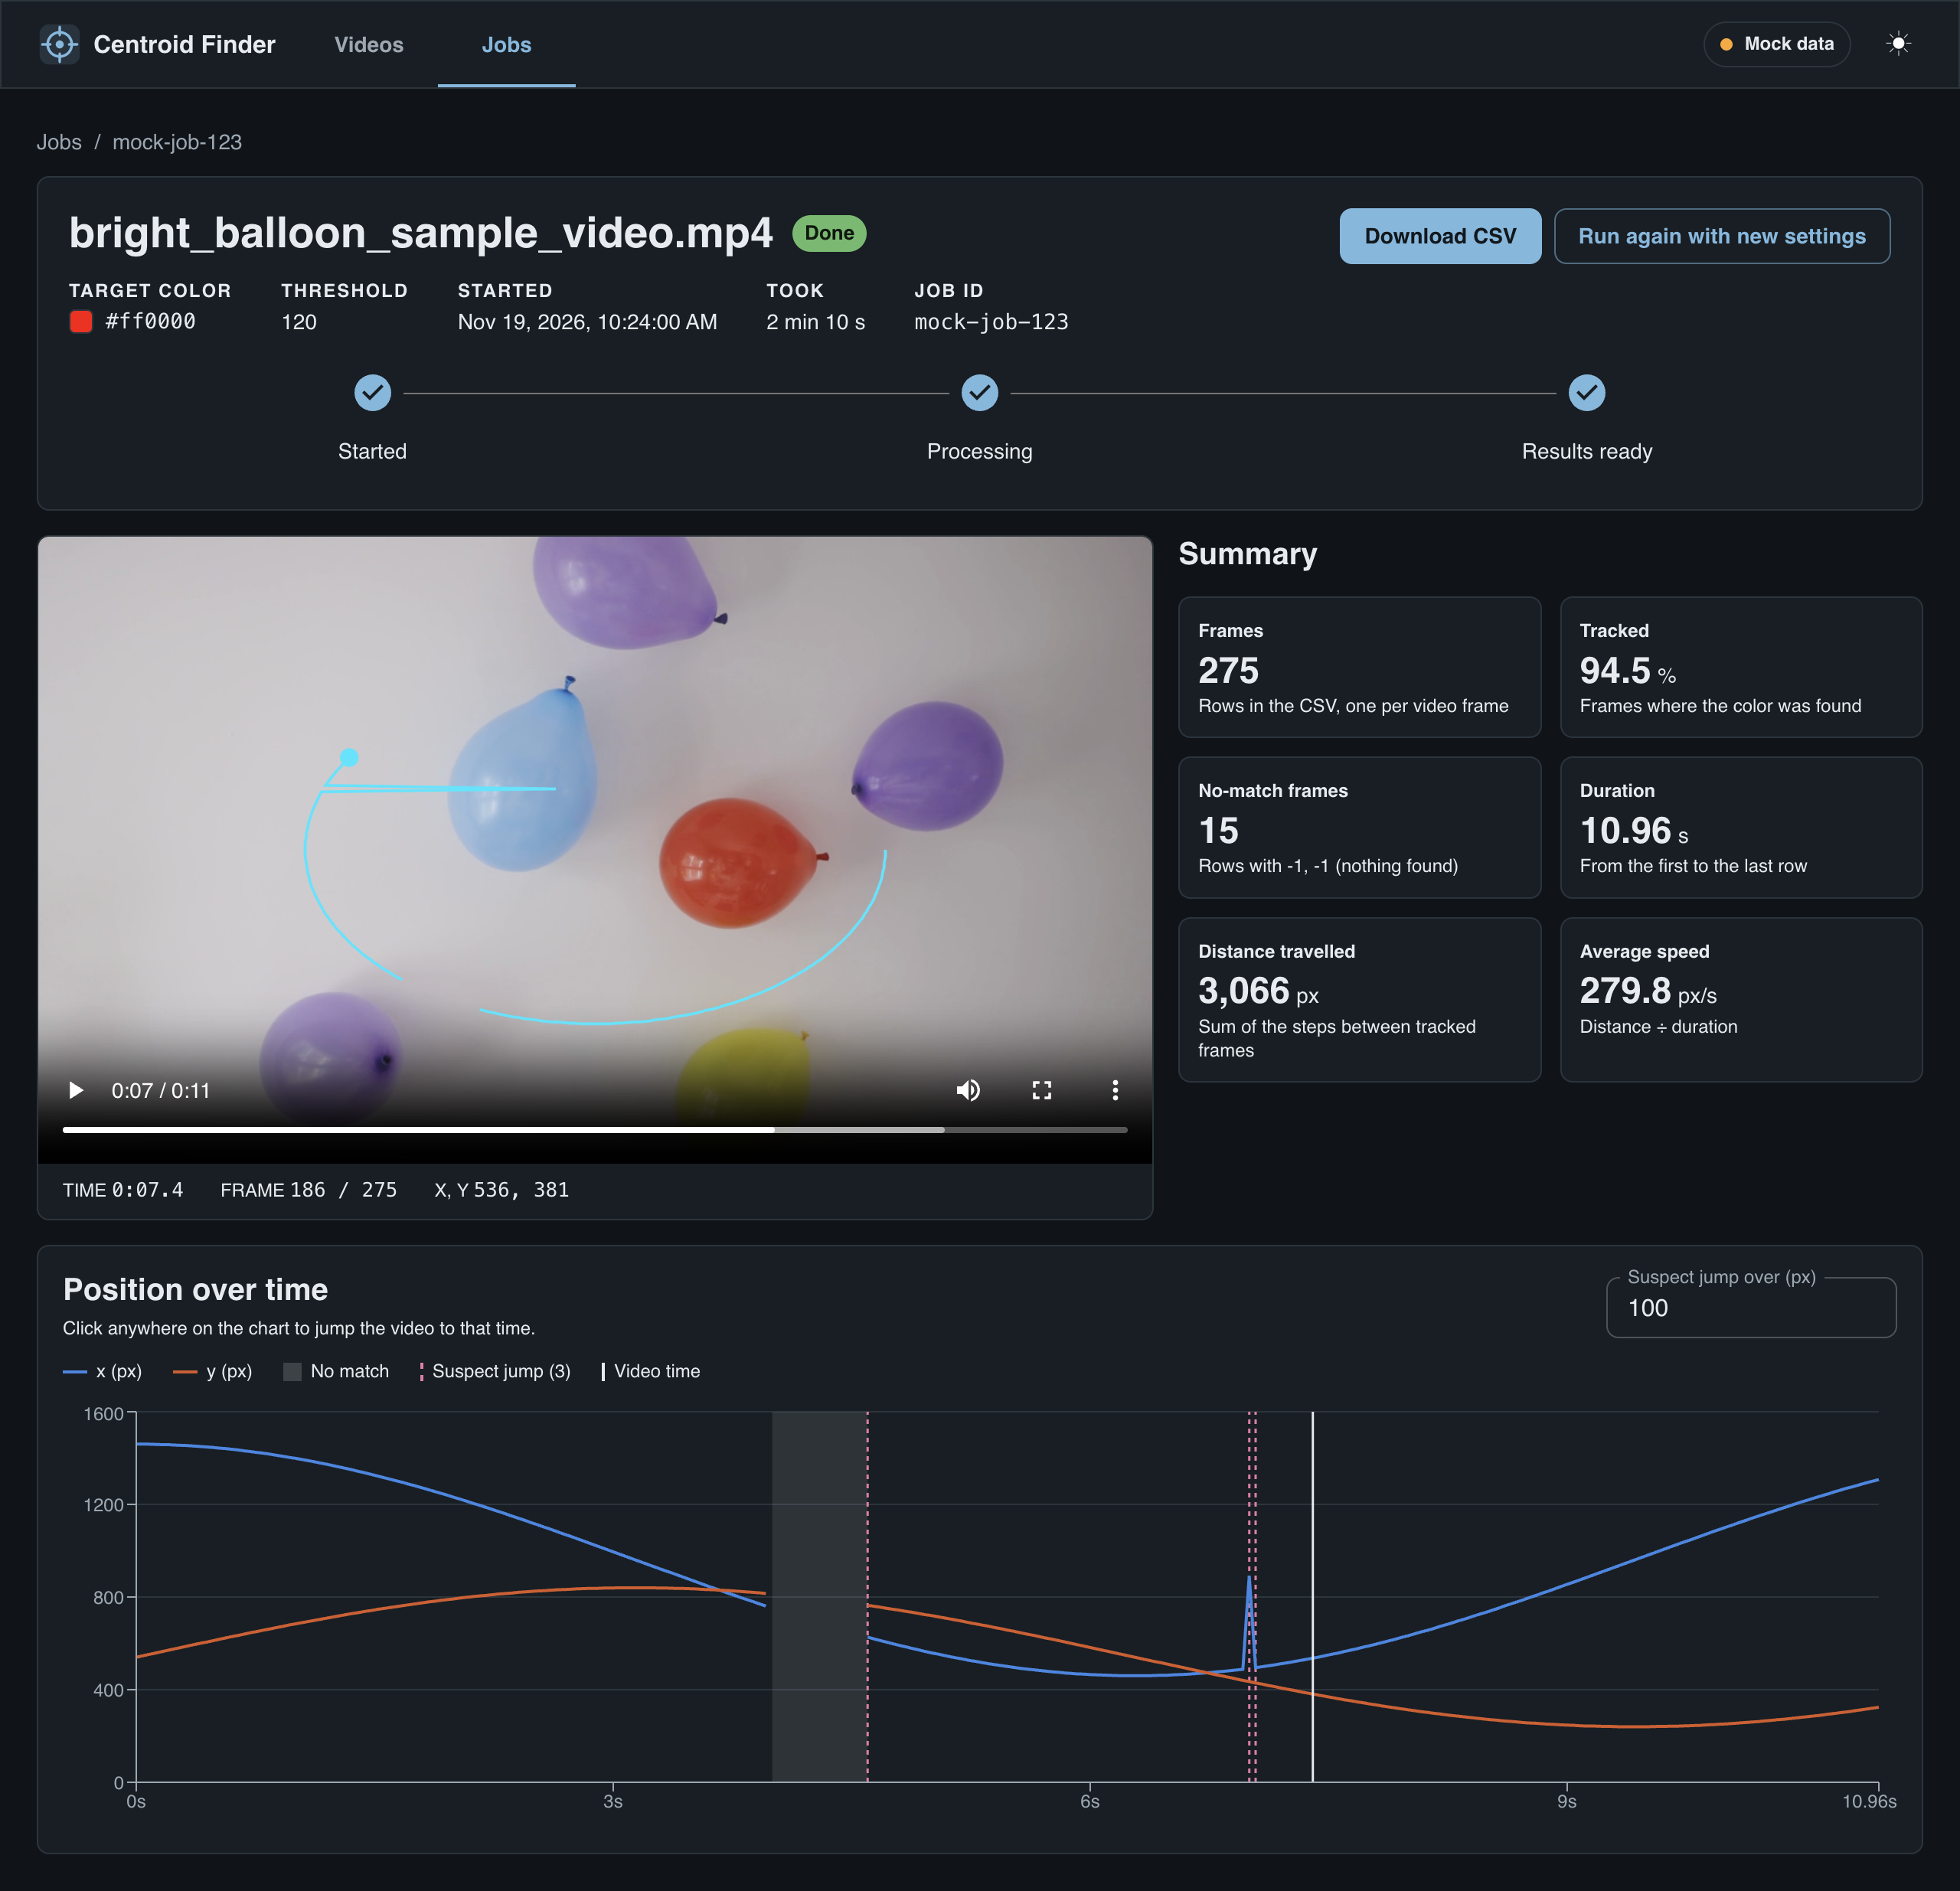 Centroid Finder
Videos
Jobs
Mock data
Jobs / mock-job-123
bright_balloon_sample_video.mp4
Done
Download CSV
Run again with new settings
TARGET COLOR
#ff0000
THRESHOLD
120
STARTED
Nov 19, 2026, 10:24:00 AM
TOOK
2 min 10 s
JOB ID
mock-job-123
Started
Processing
Results ready
0:07 / 0:11
TIME 0:07.4
FRAME 186 / 275
X, Y 536, 381
Summary
Frames
275
Rows in the CSV, one per video frame
Tracked
94.5 %
Frames where the color was found
No-match frames
15
Rows with -1, -1 (nothing found)
Duration
10.96 s
From the first to the last row
Distance travelled
3,066 px
Sum of the steps between tracked
frames
Average speed
279.8 px/s
Distance ÷ duration
Position over time
Click anywhere on the chart to jump the video to that time.
Suspect jump over (px)
100
x (px)
y (px)
No match
Suspect jump (3)
Video time
1600
1200
800
400
0
0s
3s
6s
9s
10.96s